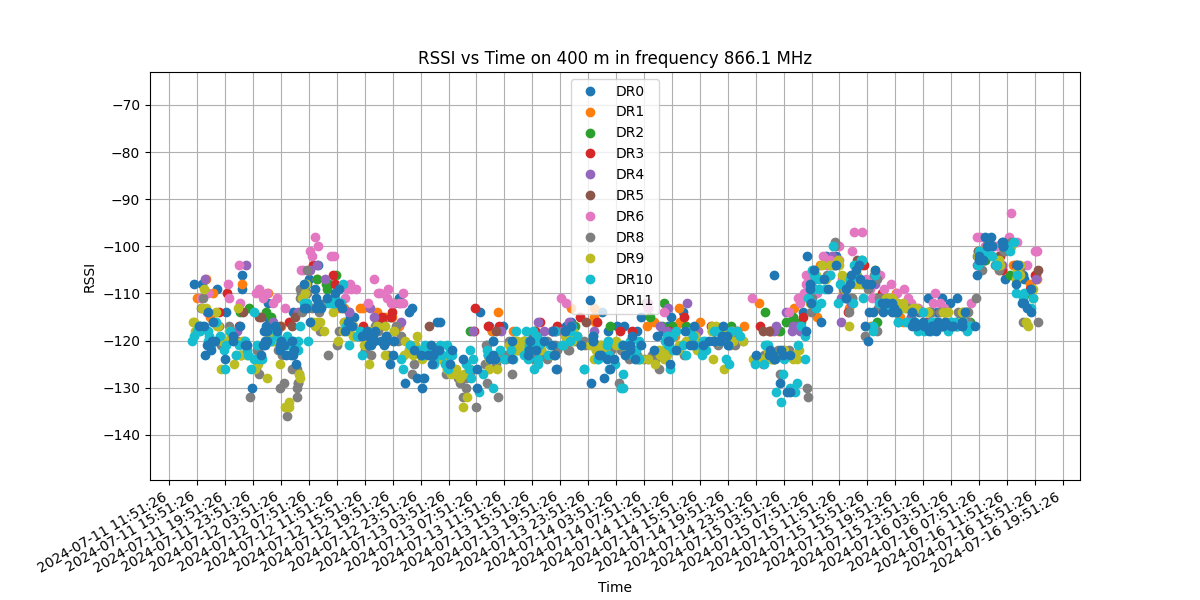 RSSI vs Time on 400 m in frequency 866.1 MHz
DR0
DR1
DR2
DR3
DR4
DR5
DR6
DR8
DR9
DR10
DR11
RSSI
−70
−80
−90
−100
−110
−120
−130
−140
2024-07-11 11:51:26
2024-07-11 15:51:26
2024-07-11 19:51:26
2024-07-11 23:51:26
2024-07-12 03:51:26
2024-07-12 07:51:26
2024-07-12 11:51:26
2024-07-12 15:51:26
2024-07-12 19:51:26
2024-07-12 23:51:26
2024-07-13 03:51:26
2024-07-13 07:51:26
2024-07-13 11:51:26
2024-07-13 15:51:26
2024-07-13 19:51:26
2024-07-13 23:51:26
2024-07-14 03:51:26
2024-07-14 07:51:26
2024-07-14 11:51:26
2024-07-14 15:51:26
2024-07-14 19:51:26
2024-07-14 23:51:26
2024-07-15 03:51:26
2024-07-15 07:51:26
2024-07-15 11:51:26
2024-07-15 15:51:26
2024-07-15 19:51:26
2024-07-15 23:51:26
2024-07-16 03:51:26
2024-07-16 07:51:26
2024-07-16 11:51:26
2024-07-16 15:51:26
2024-07-16 19:51:26
Time